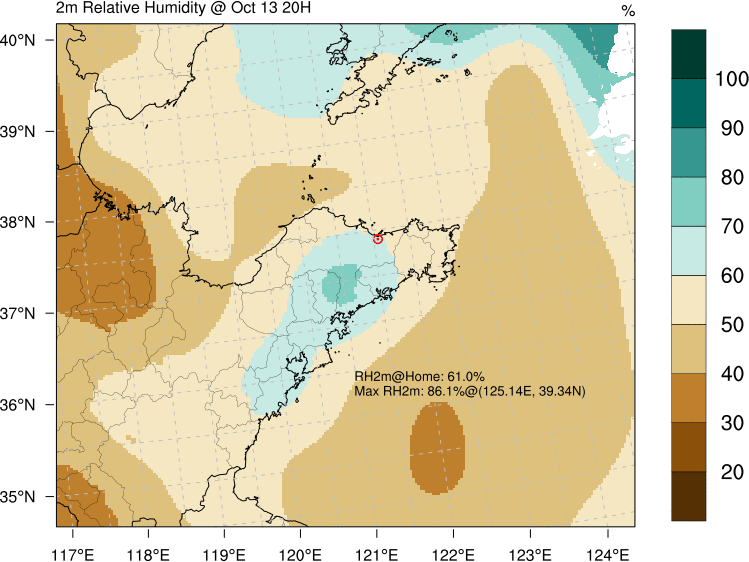 2m Relative Humidity @ Oct 13 20H
%
40°N
39°N
38°N
37°N
36°N
35°N
RH2m@Home: 61.0%
Max RH2m: 86.1%@(125.14E, 39.34N)
117°E 118°E 119°E 120°E 121°E 122°E 123°E 124°E
100
90
80
70
60
50
40
30
20